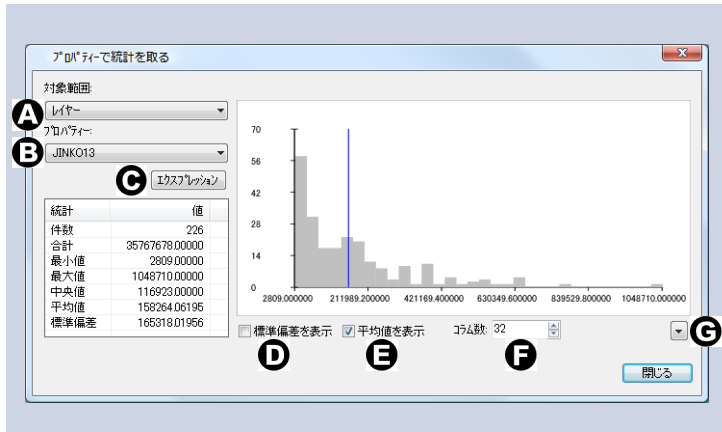 プロパティーで統計を取る
対象範囲:
A
レイヤー
プロパティー:
B
JINKO13
C
エクスプレッション
統計 値
件数 226
合計 35767678.00000
最小値 2809.00000
最大値 1048710.00000
中央値 116923.00000
平均値 158264.06195
標準偏差 165318.01956
70
56
42
28
14
0
2809.000000 211989.200000 421169.400000 630349.600000 839529.800000 1048710.000000
標準偏差を表示 平均値を表示 コラム数: 32
D E F G
閉じる